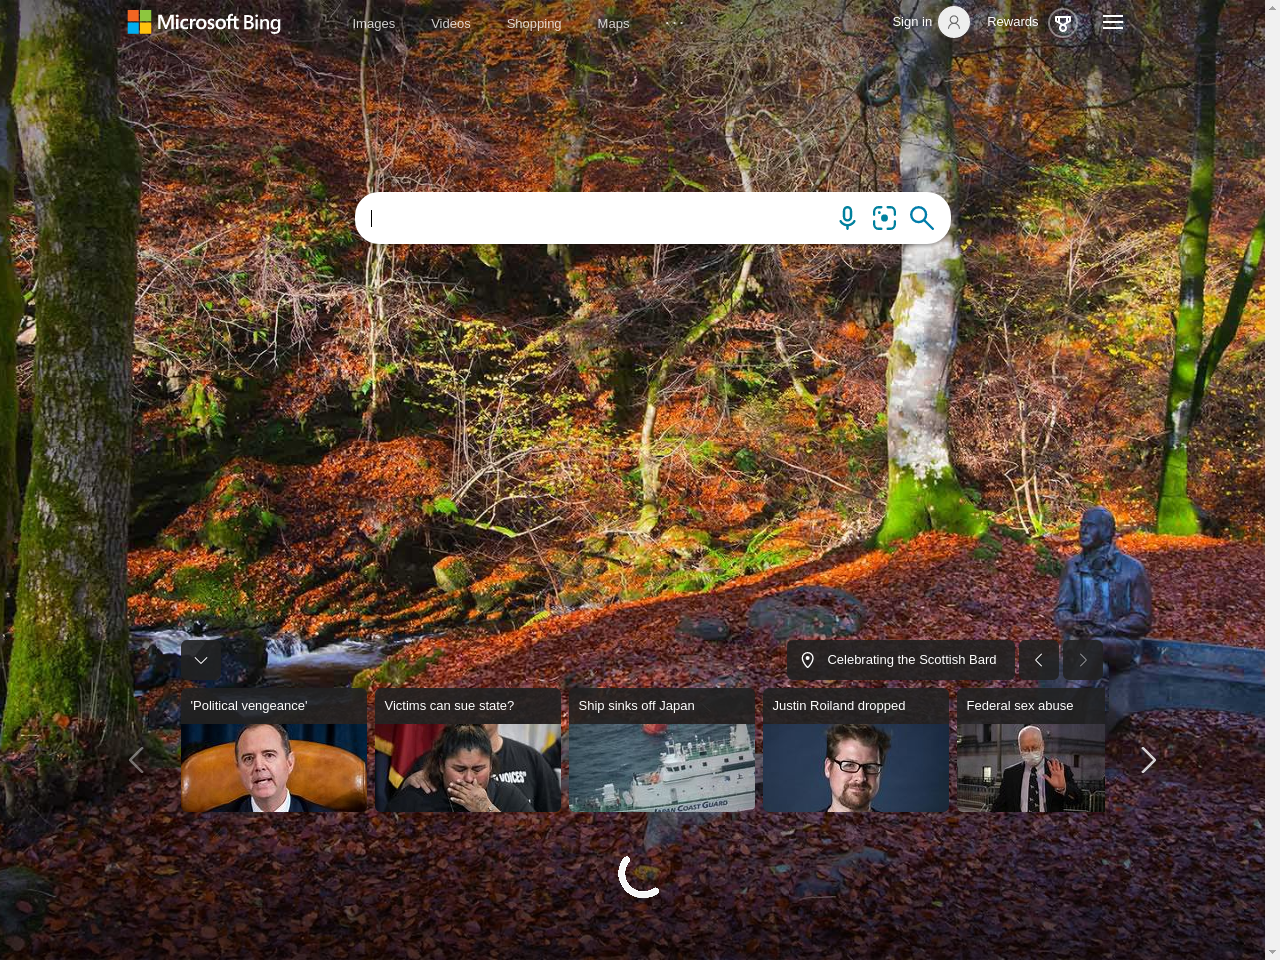 Microsoft Bing
Images
Videos
Shopping
Maps
Sign in
Rewards
Celebrating the Scottish Bard
'Political vengeance'
Victims can sue state?
Ship sinks off Japan
Justin Roiland dropped
Federal sex abuse
VOICES"
JAPAN COAST GUARD